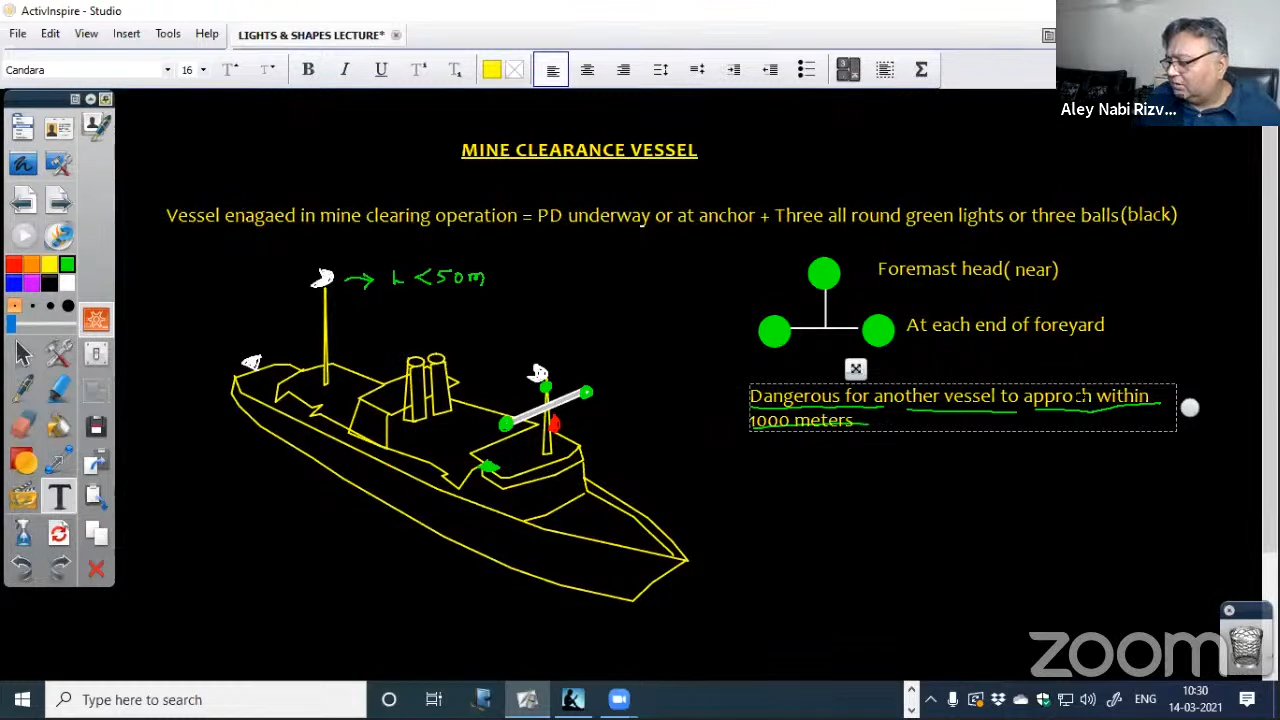 ActivInspire - Studio
File Edit View Insert Tools Help
LIGHTS & SHAPES LECTURE*
Candara 16
Aley Nabi Rizv...
MINE CLEARANCE VESSEL
Vessel enagaed in mine clearing operation = PD underway or at anchor + Three all round green lights or three balls(black)
L < 50m
Foremast head( near)
At each end of foreyard
Dangerous for another vessel to approch within
1000 meters
zoom
Type here to search
ENG
10:30
14-03-2021